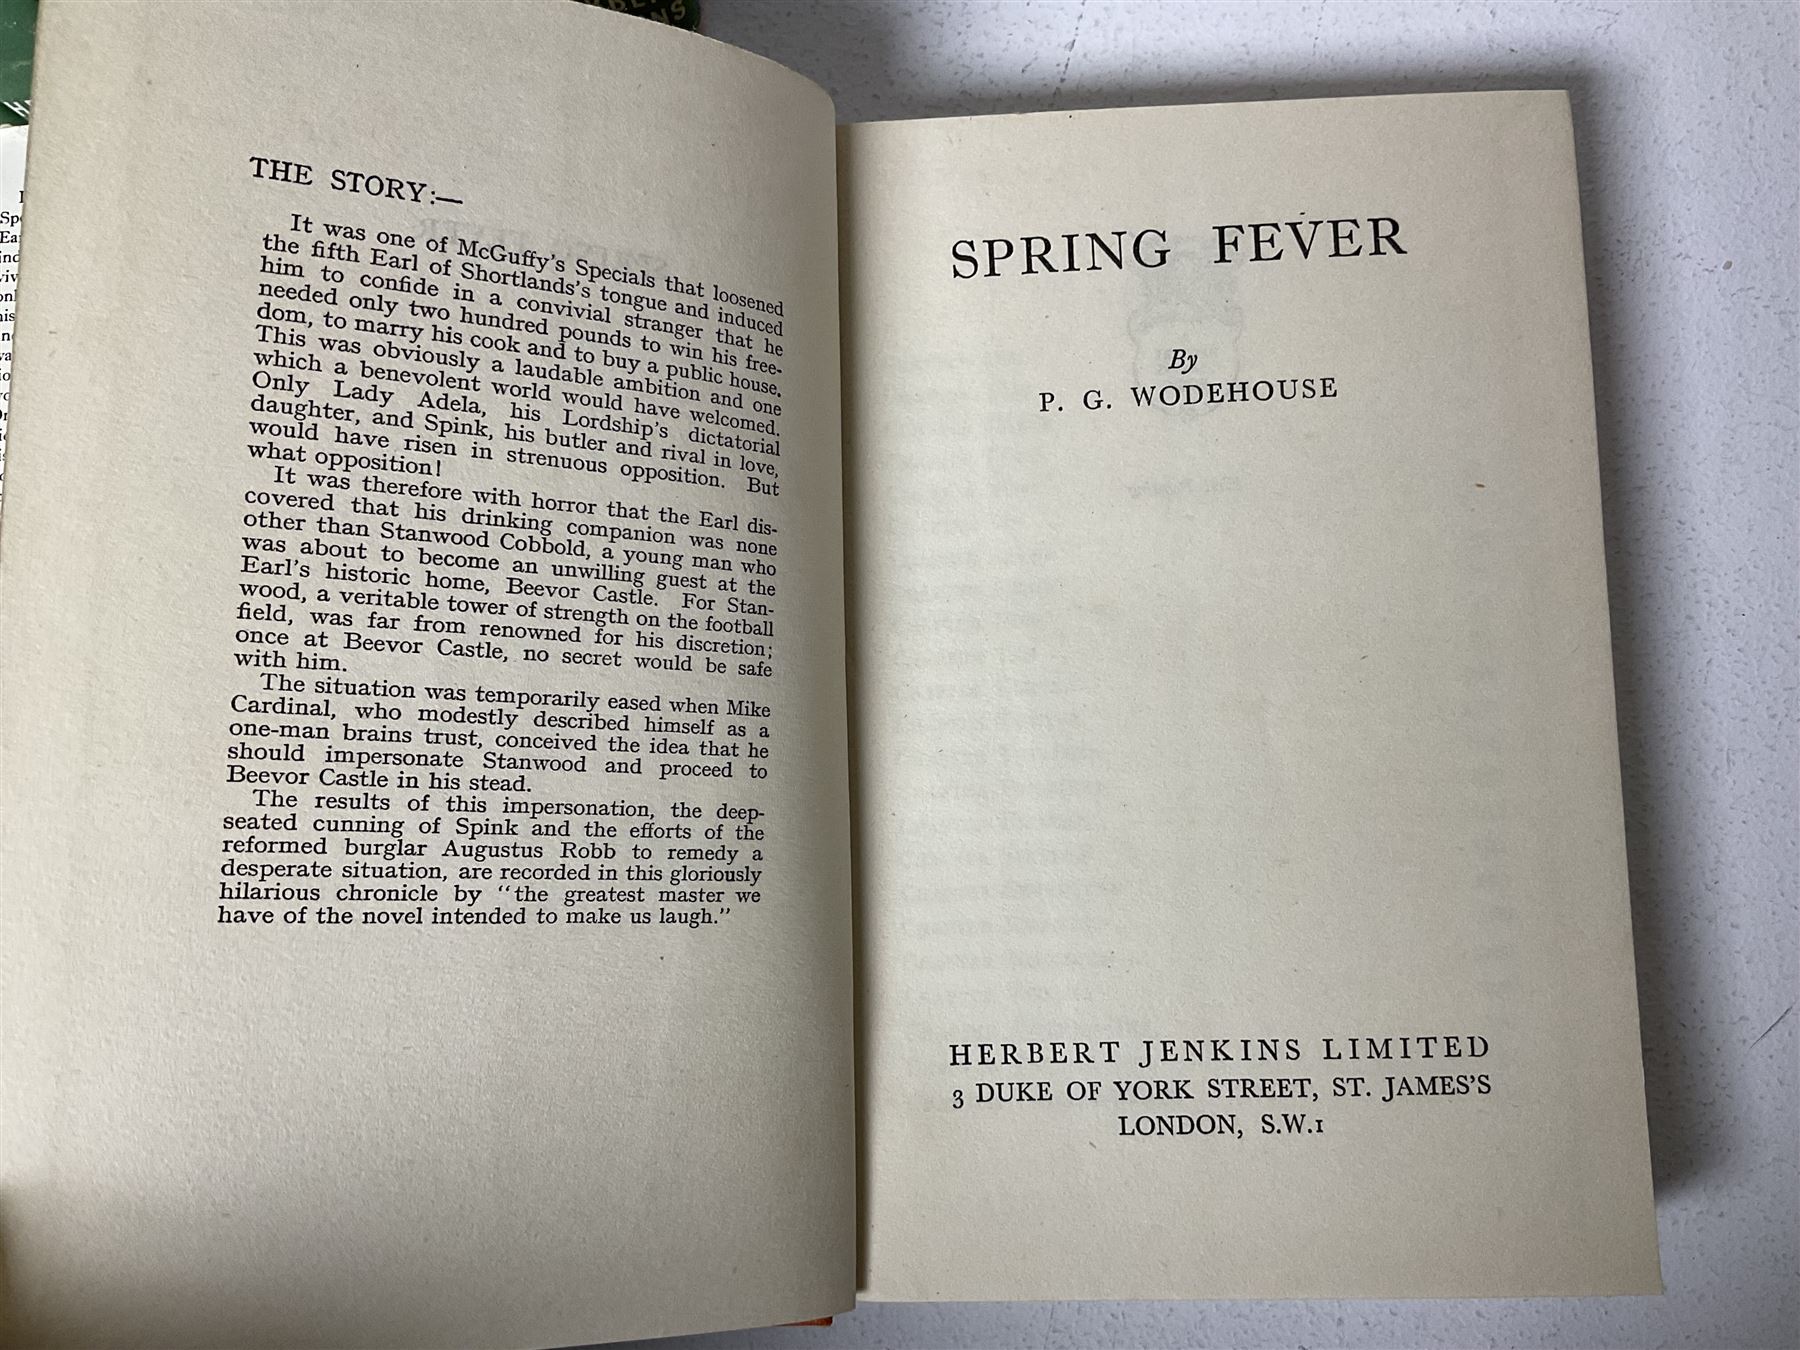 THE STORY:—
It was one of McGuffy's Specials that loosened
the fifth Earl of Shortlands's tongue and induced
him to confide in a convivial stranger that he
needed only two hundred pounds to win his free-
dom, to marry his cook and to buy a public house.
This was obviously a laudable ambition and one
which a benevolent world would have welcomed.
Only Lady Adela, his Lordship's dictatorial
daughter, and Spink, his butler and rival in love,
would have risen in strenuous opposition. But
what opposition!
It was therefore with horror that the Earl dis-
covered that his drinking companion was none
other than Stanwood Cobbold, a young man who
was about to become an unwilling guest at the
Earl's historic home, Beevor Castle. For Stan-
wood, a veritable tower of strength on the football
field, was far from renowned for his discretion;
once at Beevor Castle, no secret would be safe
with him.
The situation was temporarily eased when Mike
Cardinal, who modestly described himself as a
one-man brains trust, conceived the idea that he
should impersonate Stanwood and proceed to
Beevor Castle in his stead.
The results of this impersonation, the deep-
seated cunning of Spink and the efforts of the
reformed burglar Augustus Robb to remedy a
desperate situation, are recorded in this gloriously
hilarious chronicle by "the greatest master we
have of the novel intended to make us laugh."
SPRING FEVER
By
P. G. WODEHOUSE
HERBERT JENKINS LIMITED
3 DUKE OF YORK STREET, ST. JAMES'S
LONDON, S.W.1